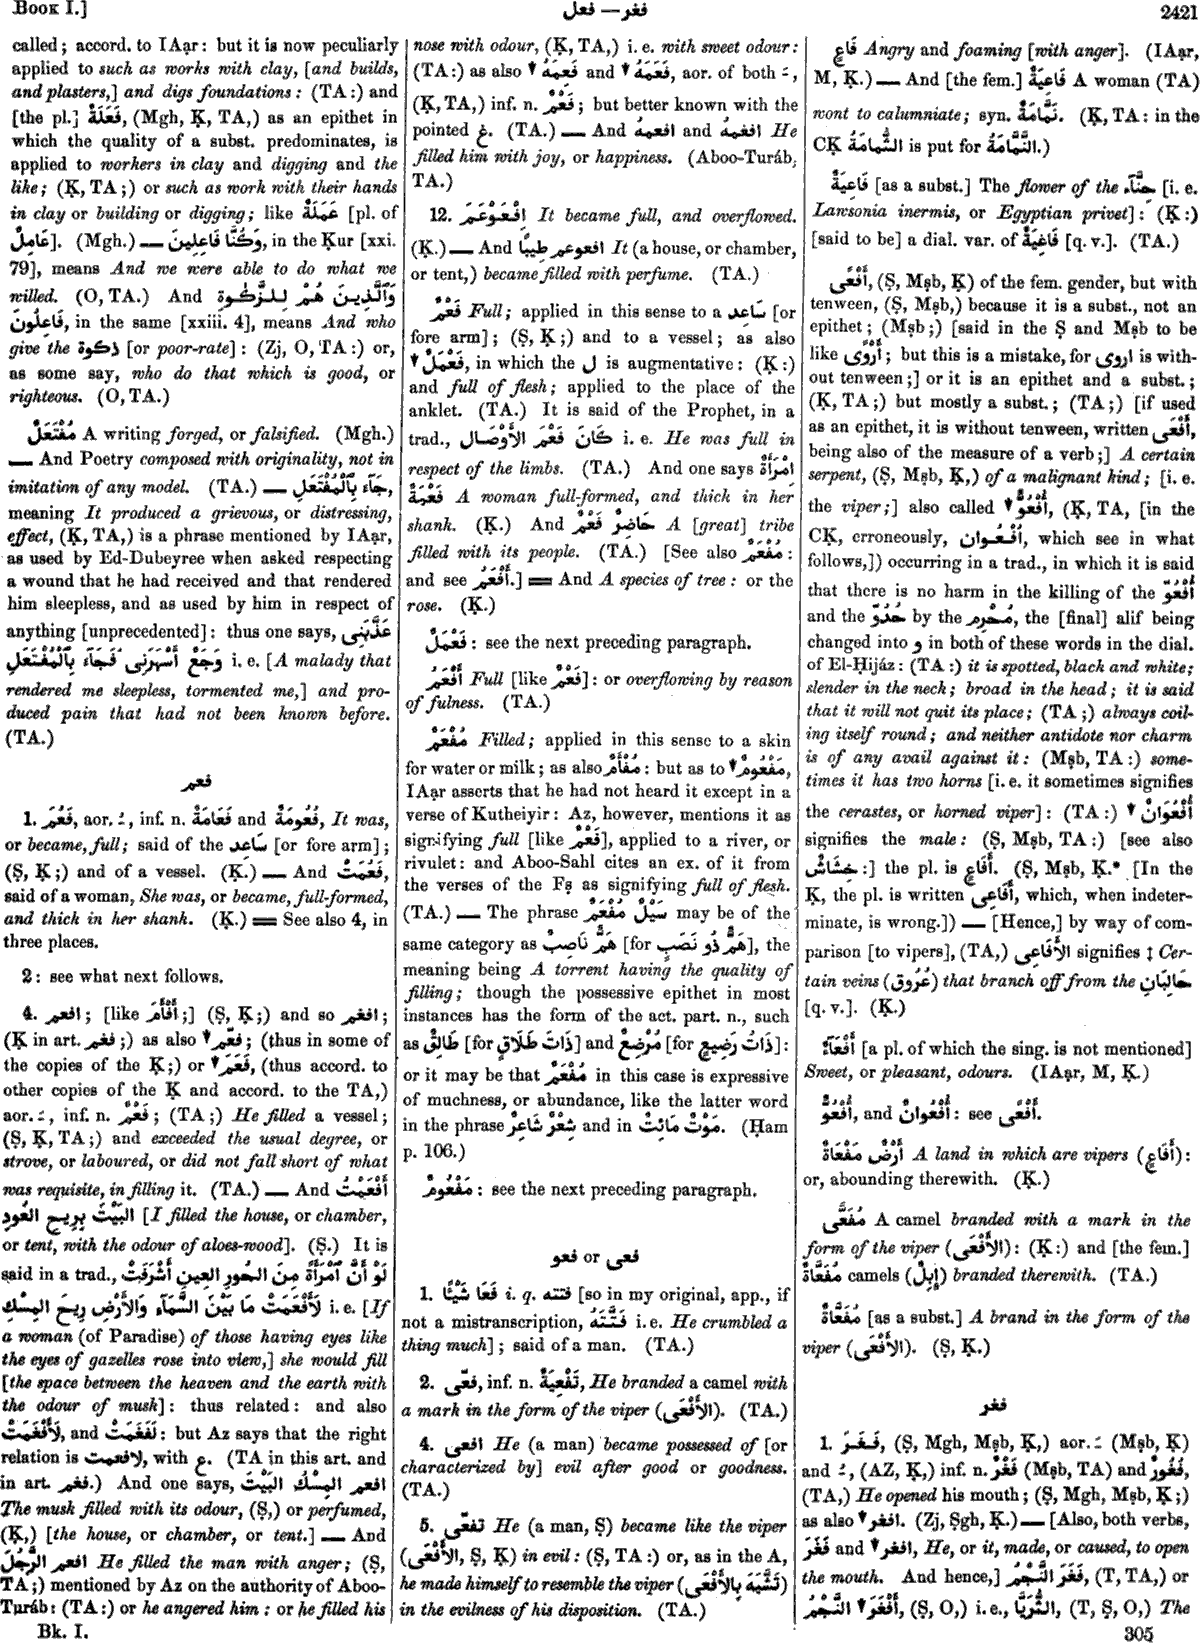 Book I.]
فعل — فغر
2421
called; accord. to IAạr: but it is now peculiarly
applied to such as works with clay, [and builds,
and plasters,] and digs foundations: (TA:) and
[the pl.] فَعَلَةٌ, (Mgh, Ḳ, TA,) as an epithet in
which the quality of a subst. predominates, is
applied to workers in clay and digging and the
like; (Ḳ, TA;) or such as work with their hands
in clay or building or digging; like عَمَلَةٌ [pl. of
عَامِلٌ]. (Mgh.) — وَكُنَّا فَاعِلِينَ, in the Ḳur [xxi.
79], means And we were able to do what we
willed. (O, TA.) And وَٱلَّذِينَ هُمْ لِلزَّكٰوةِ
فَاعِلُونَ, in the same [xxiii. 4], means And who
give the زكوة [or poor-rate]: (Zj, O, TA:) or,
as some say, who do that which is good, or
righteous. (O, TA.)
مُفْتَعَلٌ A writing forged, or falsified. (Mgh.)
— And Poetry composed with originality, not in
imitation of any model. (TA.) — جَآءَ بِٱلْمُفْتَعَلِ,
meaning It produced a grievous, or distressing,
effect, (Ḳ, TA,) is a phrase mentioned by IAạr,
as used by Ed-Dubeyree when asked respecting
a wound that he had received and that rendered
him sleepless, and as used by him in respect of
anything [unprecedented]: thus one says, عَذَّبَنِى
وَجَعٌ أَسْهَرَنِى فَجَآءَ بِٱلْمُفْتَعَلِ i. e. [A malady that
rendered me sleepless, tormented me,] and pro-
duced pain that had not been known before.
(TA.)
فعم
1. فَعُمَ, aor. ـُ, inf. n. فَعَامَةٌ and فُعُومَةٌ, It was,
or became, full; said of the سَاعِد [or fore arm];
(Ṣ, Ḳ;) and of a vessel. (Ḳ.) — And فَعُمَتْ,
said of a woman, She was, or became, full-formed,
and thick in her shank. (Ḳ.) == See also 4, in
three places.
2: see what next follows.
4. افعم; [like أَفْأَمَ;] (Ṣ, Ḳ;) and so افغم;
(Ḳ in art. فغم;) as also ▼ فعّم; (thus in some of
the copies of the Ḳ;) or ▼ فَعَمَ, (thus accord. to
other copies of the Ḳ and accord. to the TA,)
aor. ـَ, inf. n. فَعْمٌ; (TA;) He filled a vessel;
(Ṣ, Ḳ, TA;) and exceeded the usual degree, or
strove, or laboured, or did not fall short of what
was requisite, in filling it. (TA.) — And أَفْعَمْتُ
البَيْتَ بِرِيحِ العُودِ [I filled the house, or chamber,
or tent, with the odour of aloes-wood]. (Ṣ.) It is
said in a trad., لَوْ أَنَّ ٱمْرَأَةً مِنَ الحُورِ العِينِ أَشْرَفَتْ
لَأَفْعَمَتْ مَا بَيْنَ السَّمَآءِ وَالأَرْضِ رِيحَ المِسْكِ i. e. [If
a woman (of Paradise) of those having eyes like
the eyes of gazelles rose into view,] she would fill
[the space between the heaven and the earth with
the odour of musk]: thus related: and also
لَأَفْغَمَتْ, and لَفَغَمَتْ: but Az says that the right
relation is لافعمت, with ع. (TA in this art. and
in art. فغم.) And one says, افعم المِسْكُ البَيْتَ
The musk filled with its odour, (Ṣ,) or perfumed,
(Ḳ,) [the house, or chamber, or tent.] — And
افعم الرَّجُلَ He filled the man with anger; (Ṣ,
TA;) mentioned by Az on the authority of Aboo-
Turáb: (TA:) or he angered him: or he filled his
nose with odour, (Ḳ, TA,) i. e. with sweet odour:
(TA:) as also ▼ فَعَمَهُ and ▼ فَعَّمَهُ, aor. of both ـَ,
(Ḳ, TA,) inf. n. فَعْمٌ; but better known with the
pointed غ. (TA.) — And افعمهُ and افغمهُ He
filled him with joy, or happiness. (Aboo-Turáb,
TA.)
12. اِفْعَوْعَمَ It became full, and overflowed.
(Ḳ.) — And افعوعم طِيبًا It (a house, or chamber,
or tent,) became filled with perfume. (TA.)
فَعْمٌ Full; applied in this sense to a سَاعِد [or
fore arm]; (Ṣ, Ḳ;) and to a vessel; as also
▼ فَعْمَلٌ, in which the ل is augmentative: (Ḳ:)
and full of flesh; applied to the place of the
anklet. (TA.) It is said of the Prophet, in a
trad., كَانَ فَعْمَ الأَوْصَالِ i. e. He was full in
respect of the limbs. (TA.) And one says ٱمْرَأَةٌ
فَعْمَةٌ A woman full-formed, and thick in her
shank. (Ḳ.) And حَاضِرٌ فَعْمٌ A [great] tribe
filled with its people. (TA.) [See also مُفْعَمٌ:
and see أَفْعَمُ.] == And A species of tree: or the
rose. (Ḳ.)
فَعْمَلٌ: see the next preceding paragraph.
أَفْعَمُ Full [like فَعْمٌ]: or overflowing by reason
of fulness. (TA.)
مُفْعَمٌ Filled; applied in this sense to a skin
for water or milk; as also مُفْأَمٌ: but as to ▼ مَفْعُومٌ,
IAạr asserts that he had not heard it except in a
verse of Kutheiyir: Az, however, mentions it as
signifying full [like فَعْمٌ], applied to a river, or
rivulet: and Aboo-Sahl cites an ex. of it from
the verses of the Fṣ as signifying full of flesh.
(TA.) — The phrase سَيْلٌ مُفْعَمٌ may be of the
same category as هَمٌّ نَاصِبٌ [for هَمٌّ ذُو نَصَبٍ], the
meaning being A torrent having the quality of
filling; though the possessive epithet in most
instances has the form of the act. part. n., such
as طَالِقٌ [for ذَاتُ طَلَاقٍ] and مُرْضِعٌ [for ذَاتُ رَضِيعٍ]:
or it may be that مُفْعَمٌ in this case is expressive
of muchness, or abundance, like the latter word
in the phrase شِعْرٌ شَاعِرٌ and in مَوْتٌ مَائِتٌ. (Ḥam
p. 106.)
مَفْعُومٌ: see the next preceding paragraph.
فعى or فعو
1. فَعَا شَيْئًا i. q. فتته [so in my original, app., if
not a mistranscription, فَتَّتَهُ i. e. He crumbled a
thing much]; said of a man. (TA.)
2. فعّى, inf. n. تَفْعِيَةٌ, He branded a camel with
a mark in the form of the viper (الأَفْعَى). (TA.)
4. افعى He (a man) became possessed of [or
characterized by] evil after good or goodness.
(TA.)
5. تفعّى He (a man, Ṣ) became like the viper
(الأَفْعَى, Ṣ, Ḳ) in evil: (Ṣ, TA:) or, as in the A,
he made himself to resemble the viper (تَشَبَّهَ بِالأَفْعَى)
in the evilness of his disposition. (TA.)
فَاعٍ Angry and foaming [with anger]. (IAạr,
M, Ḳ.) — And [the fem.] فَاعِيَةٌ A woman (TA)
wont to calumniate; syn. نَمَّامَةٌ. (Ḳ, TA: in the
CḲ الثُّمَامَةُ is put for النَّمَّامَةُ.)
فَاعِيَةٌ [as a subst.] The flower of the حِنَّآء [i. e.
Lawsonia inermis, or Egyptian privet]: (Ḳ:)
[said to be] a dial. var. of فَاغِيَةٌ [q. v.]. (TA.)
أَفْعًى, (Ṣ, Mṣb, Ḳ) of the fem. gender, but with
tenween, (Ṣ, Mṣb,) because it is a subst., not an
epithet; (Mṣb;) [said in the Ṣ and Mṣb to be
like أَرْوًى; but this is a mistake, for اروى is with-
out tenween;] or it is an epithet and a subst.;
(Ḳ, TA;) but mostly a subst.; (TA;) [if used
as an epithet, it is without tenween, written أَفْعَى,
being also of the measure of a verb;] A certain
serpent, (Ṣ, Mṣb, Ḳ,) of a malignant kind; [i. e.
the viper;] also called ▼ أَفْعُوٌّ, (Ḳ, TA, [in the
CḲ, erroneously, أَفْعُوان, which see in what
follows,]) occurring in a trad., in which it is said
that there is no harm in the killing of the أَفْعُوّ
and the حُدُوّ by the مُحْرِم, the [final] alif being
changed into و in both of these words in the dial.
of El-Ḥijáz: (TA:) it is spotted, black and white;
slender in the neck; broad in the head; it is said
that it will not quit its place; (TA;) always coil-
ing itself round; and neither antidote nor charm
is of any avail against it: (Mṣb, TA:) some-
times it has two horns [i. e. it sometimes signifies
the cerastes, or horned viper]: (TA:) ▼ أُفْعُوَانٌ
signifies the male: (Ṣ, Mṣb, TA:) [see also
خِشَاشٌ:] the pl. is أَفَاعٍ. (Ṣ, Mṣb, Ḳ.* [In the
Ḳ, the pl. is written أَفَاعِى, which, when indeter-
minate, is wrong.]) — [Hence,] by way of com-
parison [to vipers], (TA,) الأَفَاعِى signifies ‡ Cer-
tain veins (عُرُوق) that branch off from the حَالِبَانِ
[q. v.]. (Ḳ.)
أَفْعَآءٌ [a pl. of which the sing. is not mentioned]
Sweet, or pleasant, odours. (IAạr, M, Ḳ.)
أَفْعُوٌّ, and أُفْعُوانٌ: see أَفْعًى.
أَرْضٌ مَفْعَاةٌ A land in which are vipers (أَفَاعٍ):
or, abounding therewith. (Ḳ.)
مُفَعًّى A camel branded with a mark in the
form of the viper (الأَفْعَى): (Ḳ:) and [the fem.]
مُفَعَّاةٌ camels (إِبِلٌ) branded therewith. (TA.)
مُفَعَّاةٌ [as a subst.] A brand in the form of the
viper (الأَفْعَى). (Ṣ, Ḳ.)
فغر
1. فَغَرَ, (Ṣ, Mgh, Mṣb, Ḳ,) aor. ـَ (Mṣb, Ḳ)
and ـُ, (AZ, Ḳ,) inf. n. فَغْرٌ (Mṣb, TA) and فُغُورٌ,
(TA,) He opened his mouth; (Ṣ, Mgh, Mṣb, Ḳ;)
as also ▼ افغر. (Zj, Ṣgh, Ḳ.) — [Also, both verbs,
فَغَرَ and ▼ افغر, He, or it, made, or caused, to open
the mouth. And hence,] فَغَرَ النَّجْمُ, (T, TA,) or
▼ أَفْغَرَ النَّجْمُ, (Ṣ, O,) i. e., الثُّرَيَّا, (T, Ṣ, O,) The
Bk. I.
305